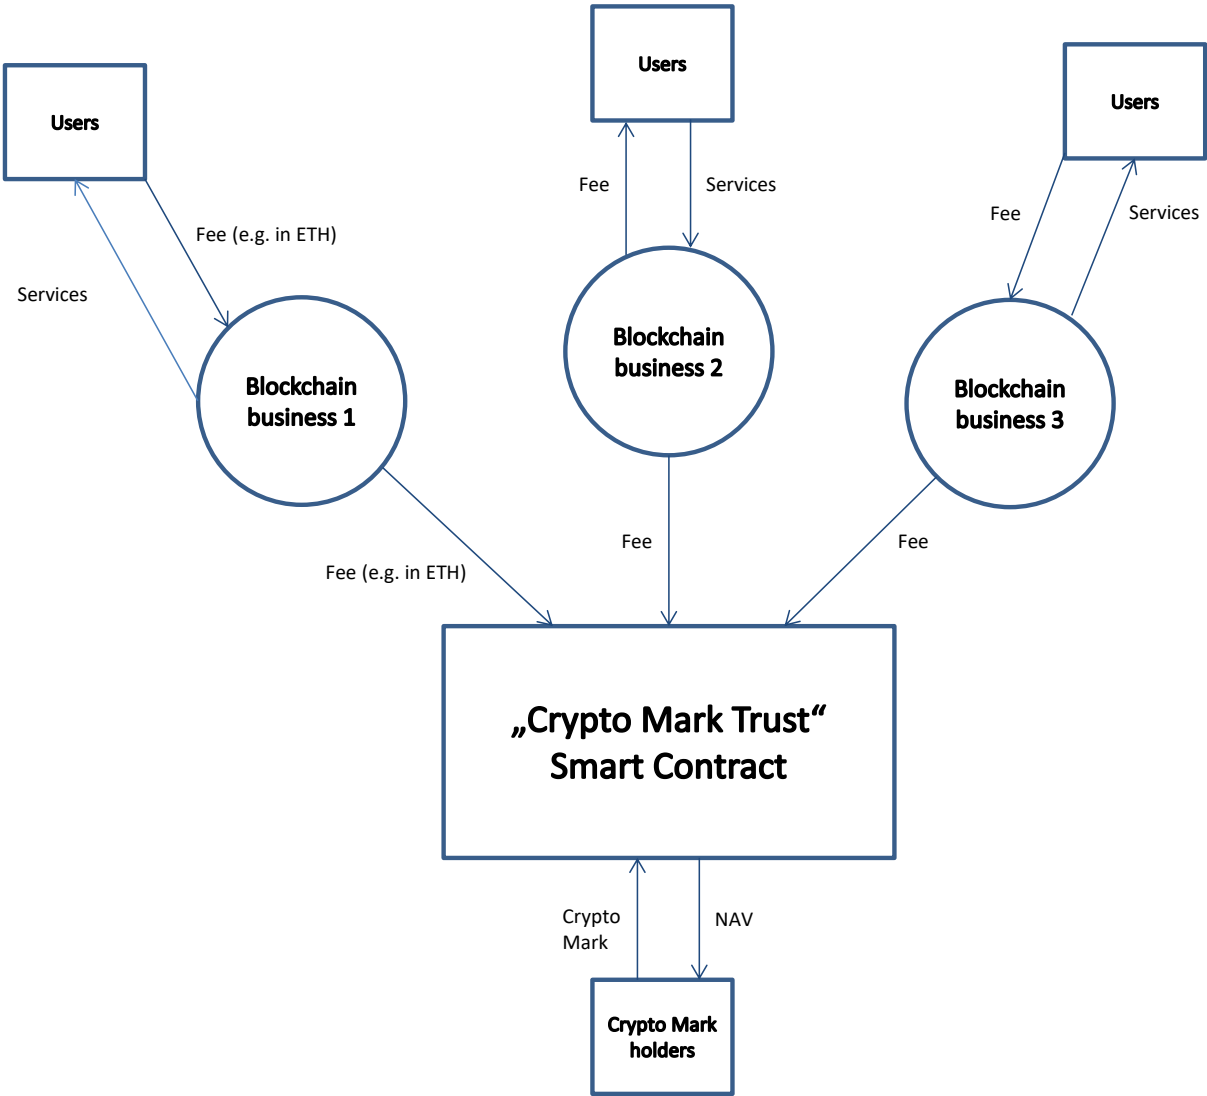 Users
Users
Users
Fee
Services
Fee
Services
Fee (e.g. in ETH)
Services
Blockchain
business 1
Blockchain
business 2
Blockchain
business 3
Fee (e.g. in ETH)
Fee
Fee
„Crypto Mark Trust“
Smart Contract
Crypto
Mark
NAV
Crypto Mark
holders